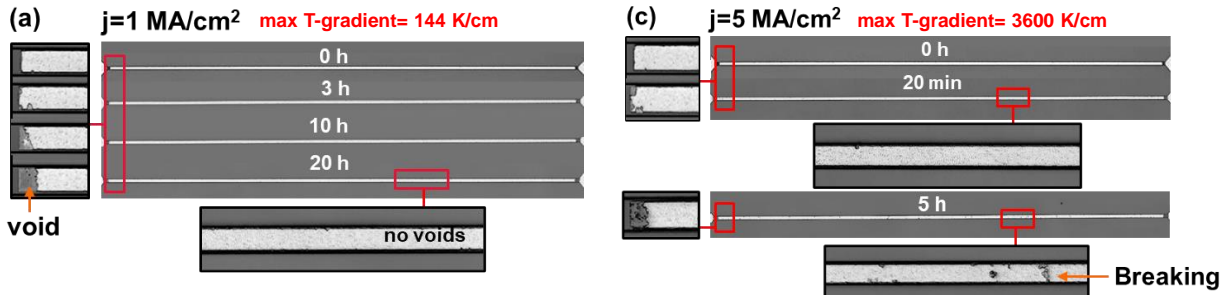 (a) j=1 MA/cm² max T-gradient= 144 K/cm
0 h
3 h
10 h
20 h
void
no voids
(c) j=5 MA/cm² max T-gradient= 3600 K/cm
0 h
20 min
5 h
Breaking